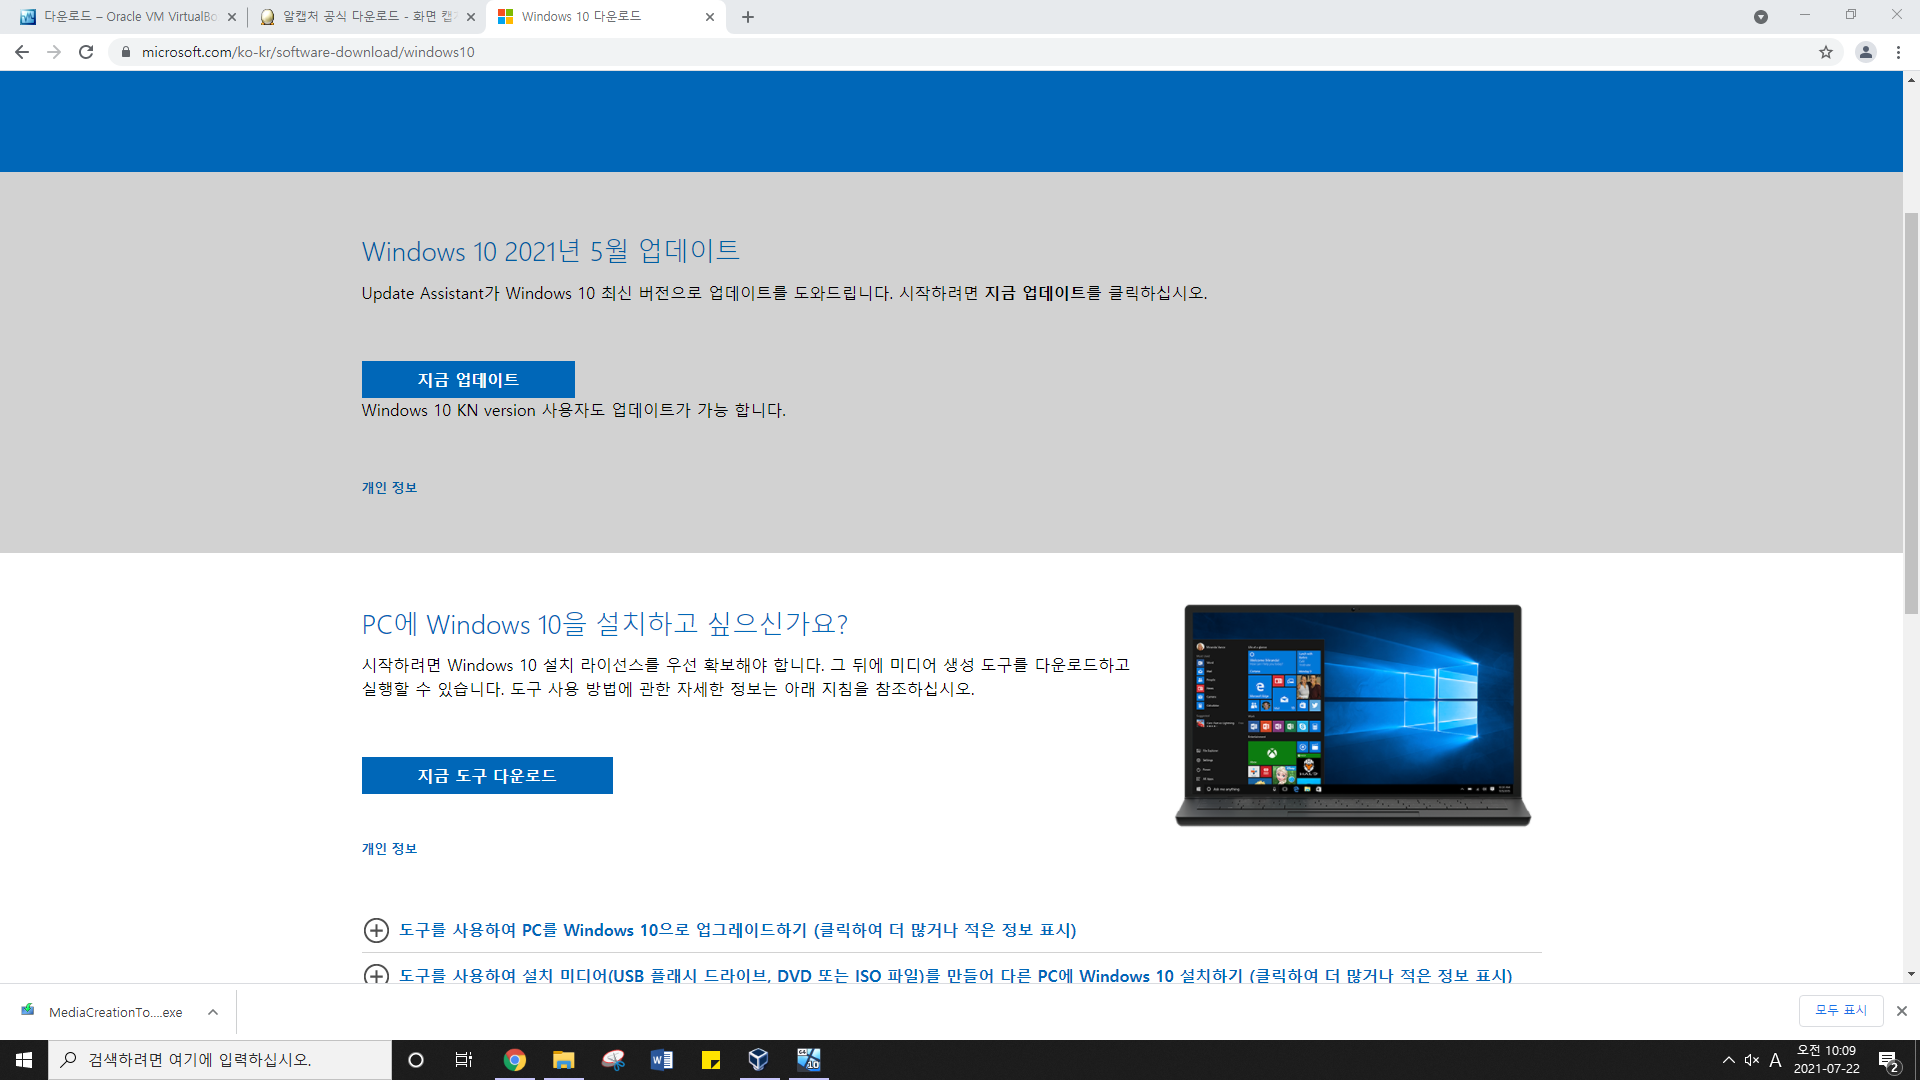 다운로드 – Oracle VM VirtualBo
알캡처 공식 다운로드 - 화면 캡
Windows 10 다운로드
microsoft.com/ko-kr/software-download/windows10
Windows 10 2021년 5월 업데이트
Update Assistant가 Windows 10 최신 버전으로 업데이트를 도와드립니다. 시작하려면 지금 업데이트를 클릭하십시오.
지금 업데이트
Windows 10 KN version 사용자도 업데이트가 가능 합니다.
개인 정보
PC에 Windows 10을 설치하고 싶으신가요?
시작하려면 Windows 10 설치 라이선스를 우선 확보해야 합니다. 그 뒤에 미디어 생성 도구를 다운로드하고
실행할 수 있습니다. 도구 사용 방법에 관한 자세한 정보는 아래 지침을 참조하십시오.
지금 도구 다운로드
개인 정보
도구를 사용하여 PC를 Windows 10으로 업그레이드하기 (클릭하여 더 많거나 적은 정보 표시)
도구를 사용하여 설치 미디어(USB 플래시 드라이브, DVD 또는 ISO 파일)를 만들어 다른 PC에 Windows 10 설치하기 (클릭하여 더 많거나 적은 정보 표시)
MediaCreationTo....exe
모두 표시
검색하려면 여기에 입력하십시오.
A
오전 10:09
2021-07-22
2